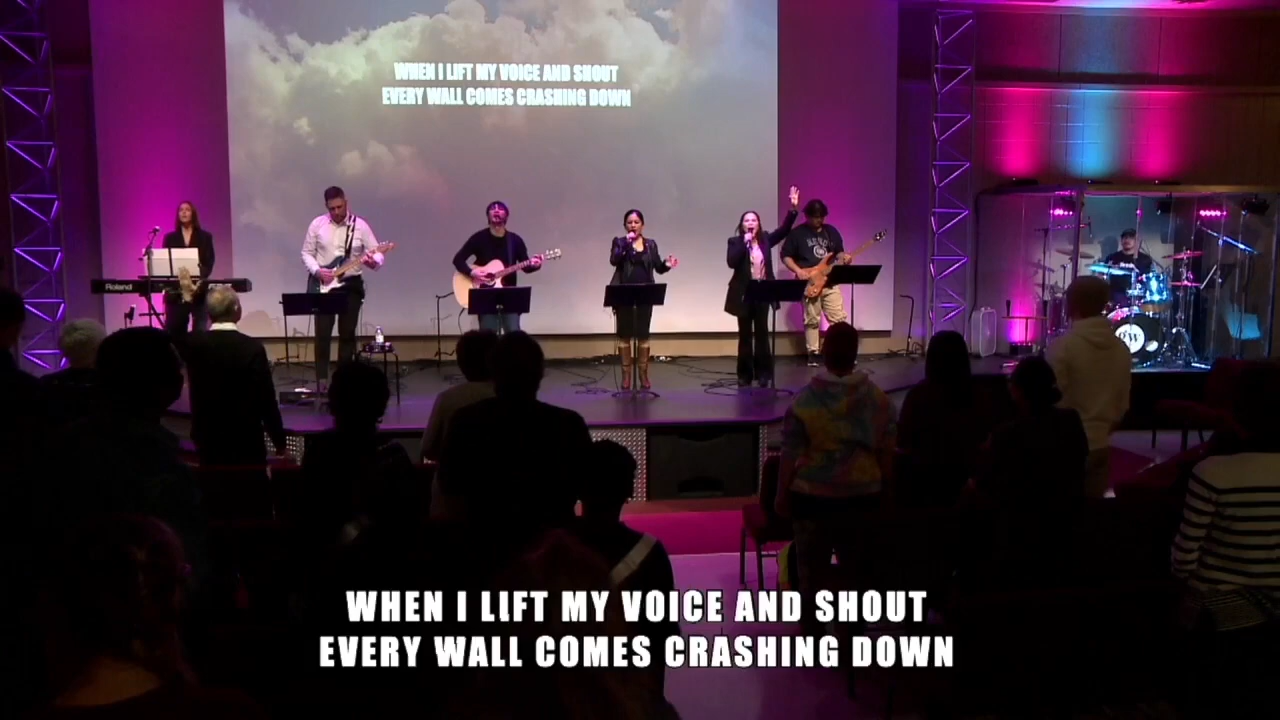 WHEN I LIFT MY VOICE AND SHOUT
EVERY WALL COMES CRASHING DOWN
Roland
WHEN I LIFT MY VOICE AND SHOUT
EVERY WALL COMES CRASHING DOWN